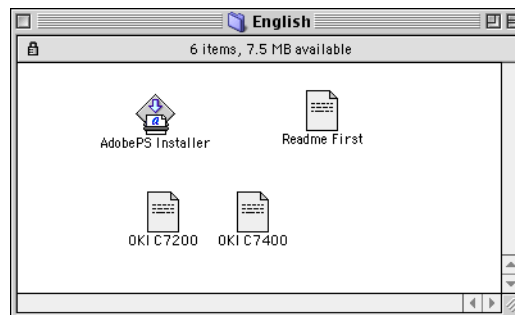 English
6 items, 7.5 MB available
AdobePS Installer
Readme First
OKI C7200
OKI C7400